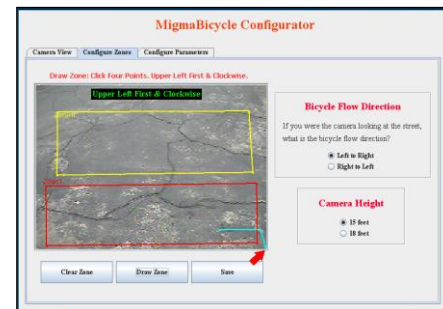 MigmaBicycle Configurator
Camera View
Configure Zones
Configure Parameters
Draw Zone: Click Four Points. Upper Left First & Clockwise.
Upper Left First & Clockwise
Bicycle Flow Direction
If you were the camera looking at the street,
what is the bicycle flow direction?
Left to Right
Right to Left
Camera Height
15 feet
18 feet
Clear Zone
Draw Zone
Save